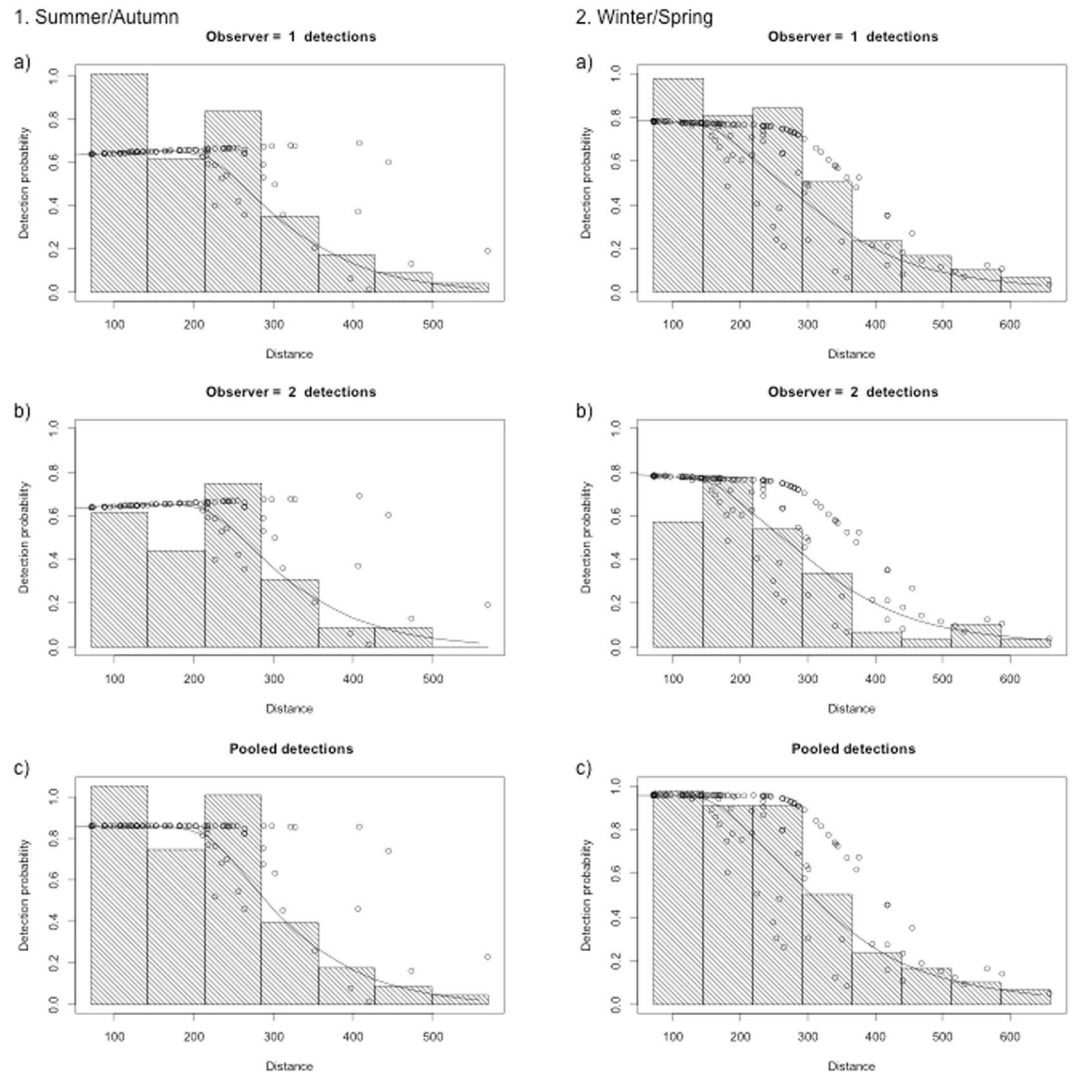 1. Summer/Autumn
a)
Observer = 1 detections
Detection probability
0.0 0.2 0.4 0.6 0.8 1.0
100 200 300 400 500
Distance
b)
Observer = 2 detections
Detection probability
0.0 0.2 0.4 0.6 0.8 1.0
100 200 300 400 500
Distance
c)
Pooled detections
Detection probability
0.0 0.2 0.4 0.6 0.8 1.0
100 200 300 400 500
Distance
2. Winter/Spring
a)
Observer = 1 detections
Detection probability
0.0 0.2 0.4 0.6 0.8 1.0
100 200 300 400 500 600
Distance
b)
Observer = 2 detections
Detection probability
0.0 0.2 0.4 0.6 0.8 1.0
100 200 300 400 500 600
Distance
c)
Pooled detections
Detection probability
0.0 0.2 0.4 0.6 0.8 1.0
100 200 300 400 500 600
Distance